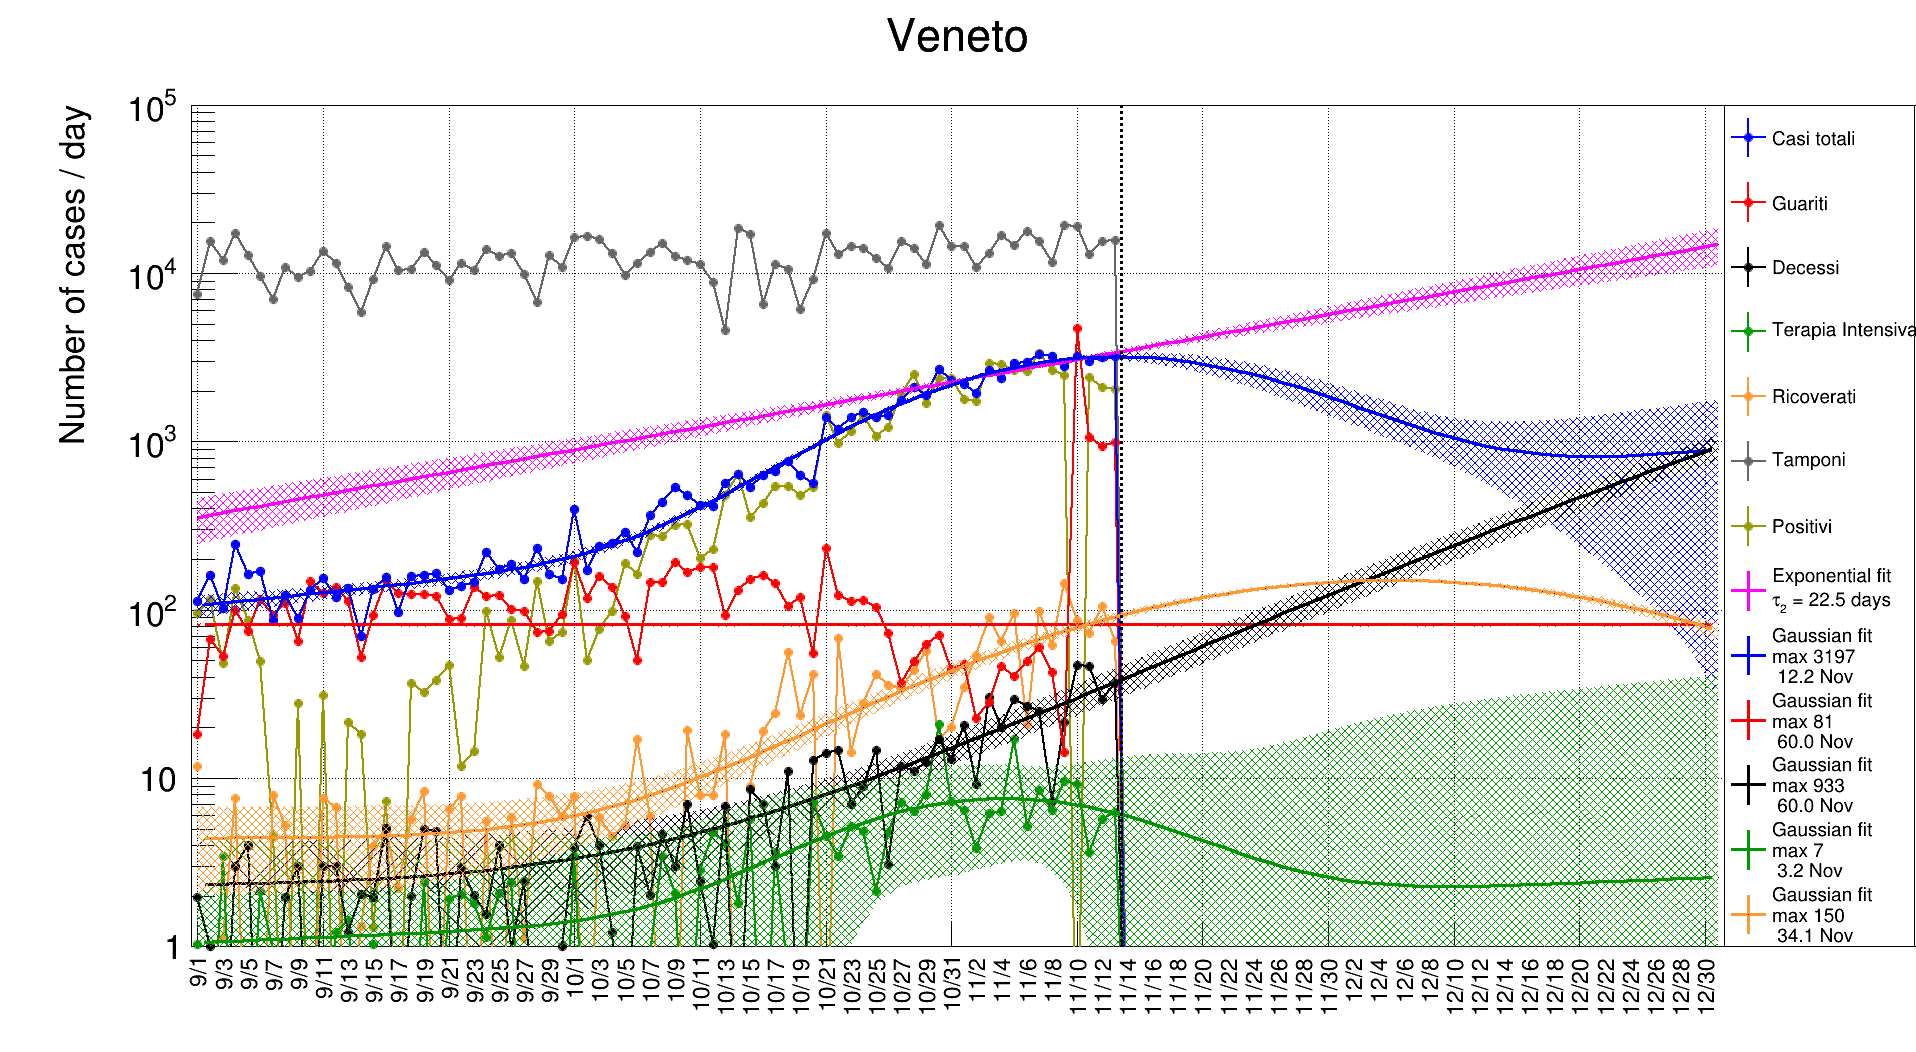 Veneto
Number of cases / day
10^5
10^4
10^3
10^2
10
1
9/1
9/3
9/5
9/7
9/9
9/11
9/13
9/15
9/17
9/19
9/21
9/23
9/25
9/27
9/29
10/1
10/3
10/5
10/7
10/9
10/11
10/13
10/15
10/17
10/19
10/21
10/23
10/25
10/27
10/29
10/31
11/2
11/4
11/6
11/8
11/10
11/12
11/14
11/16
11/18
11/20
11/22
11/24
11/26
11/28
11/30
12/2
12/4
12/6
12/8
12/10
12/12
12/14
12/16
12/18
12/20
12/22
12/24
12/26
12/28
12/30
Casi totali
Guariti
Decessi
Terapia Intensiva
Ricoverati
Tamponi
Positivi
Exponential fit
τ2 = 22.5 days
Gaussian fit
max 3197
12.2 Nov
Gaussian fit
max 81
60.0 Nov
Gaussian fit
max 933
60.0 Nov
Gaussian fit
max 7
3.2 Nov
Gaussian fit
max 150
34.1 Nov